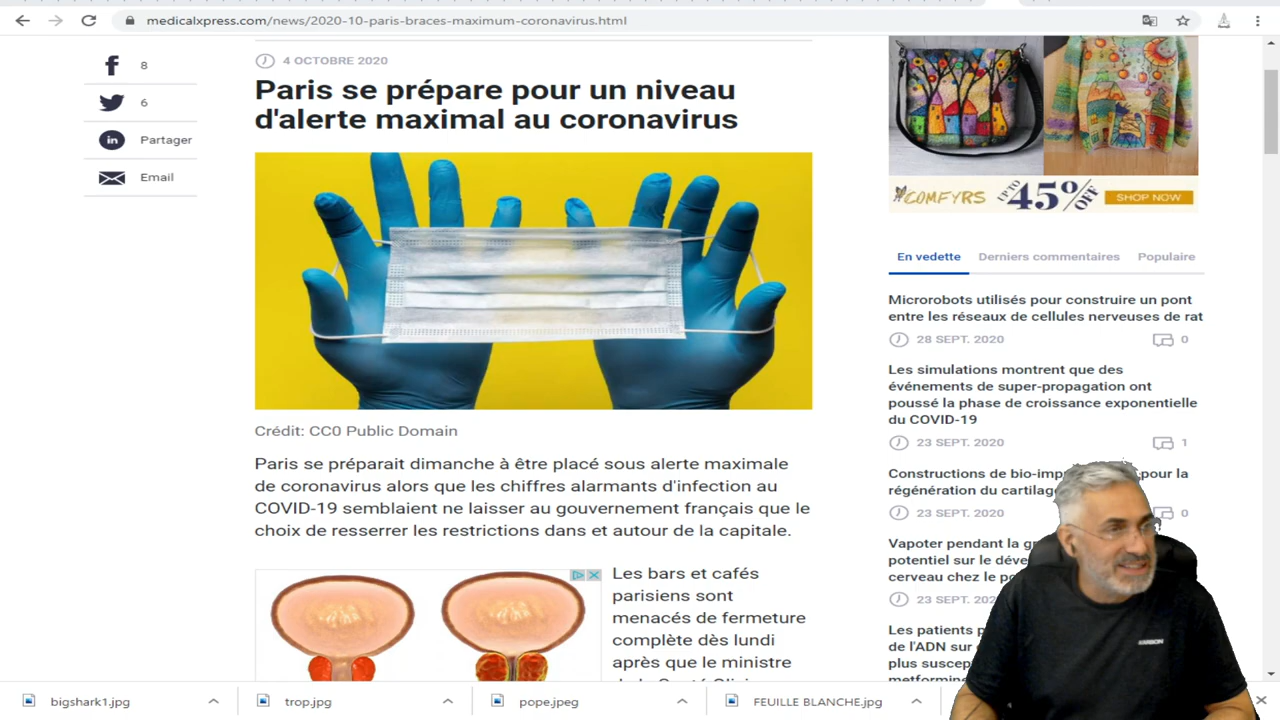 medicalxpress.com/news/2020-10-paris-braces-maximum-coronavirus.html
8
6
Partager
Email
4 OCTOBRE 2020
Paris se prépare pour un niveau
d'alerte maximal au coronavirus
Crédit: CC0 Public Domain
Paris se préparait dimanche à être placé sous alerte maximale
de coronavirus alors que les chiffres alarmants d'infection au
COVID-19 semblaient ne laisser au gouvernement français que le
choix de resserrer les restrictions dans et autour de la capitale.
Les bars et cafés
parisiens sont
menacés de fermeture
complète dès lundi
après que le ministre
COMFYRS UP TO 45% OFF SHOP NOW
En vedette Derniers commentaires Populaire
Microrobots utilisés pour construire un pont
entre les réseaux de cellules nerveuses de rat
28 SEPT. 2020 0
Les simulations montrent que des
événements de super-propagation ont
poussé la phase de croissance exponentielle
du COVID-19
23 SEPT. 2020 1
Constructions de pour la
régénération du
23 SEPT. 2020 0
Vapoter pendant la
potentiel sur le
cerveau chez le
23 SEPT.
Les patients
de l'ADN sur
plus
bigshark1.jpg
trop.jpg
pope.jpeg
FEUILLE BLANCHE.jpg